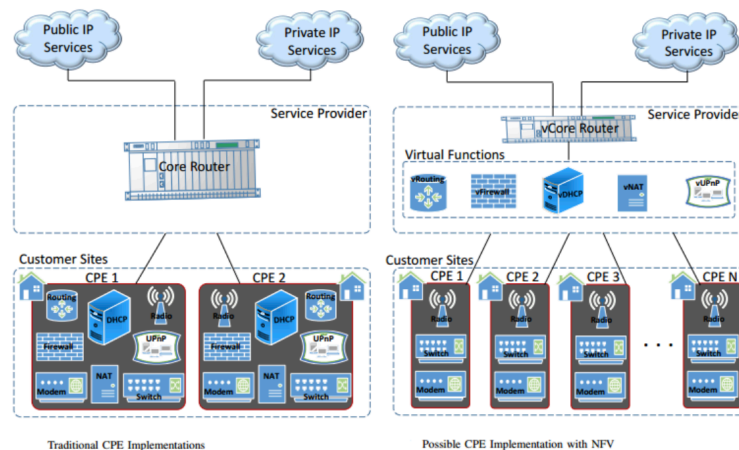 Public IP
Services
Private IP
Services
Service Provider
Core Router
Customer Sites
CPE 1
CPE 2
Routing
DHCP
Radio
Firewall
UPnP
Modem
NAT
Switch
Radio
DHCP
Routing
Firewall
UPnP
Modem
NAT
Switch
Traditional CPE Implementations
Public IP
Services
Private IP
Services
Service Provide
vCore Router
Virtual Functions
vRouting
vFirewall
vDHCP
vNAT
vUPnP
Customer Sites
CPE 1
CPE 2
CPE 3
CPE N
Radio
Radio
Radio
Radio
Switch
Switch
Switch
. . .
Switch
Modem
Modem
Modem
Modem
Possible CPE Implementation with NFV